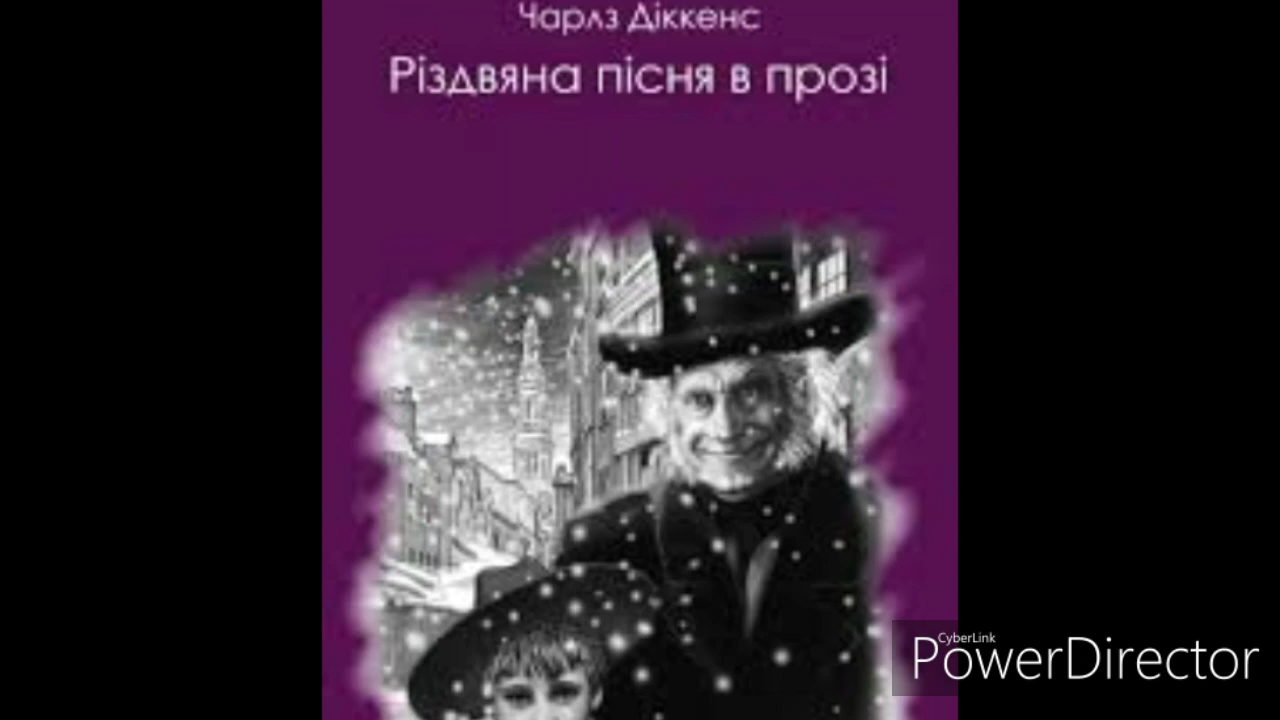 Чарлз Діккенс
Різдвяна пісня в прозі
CyberLink
PowerDirector